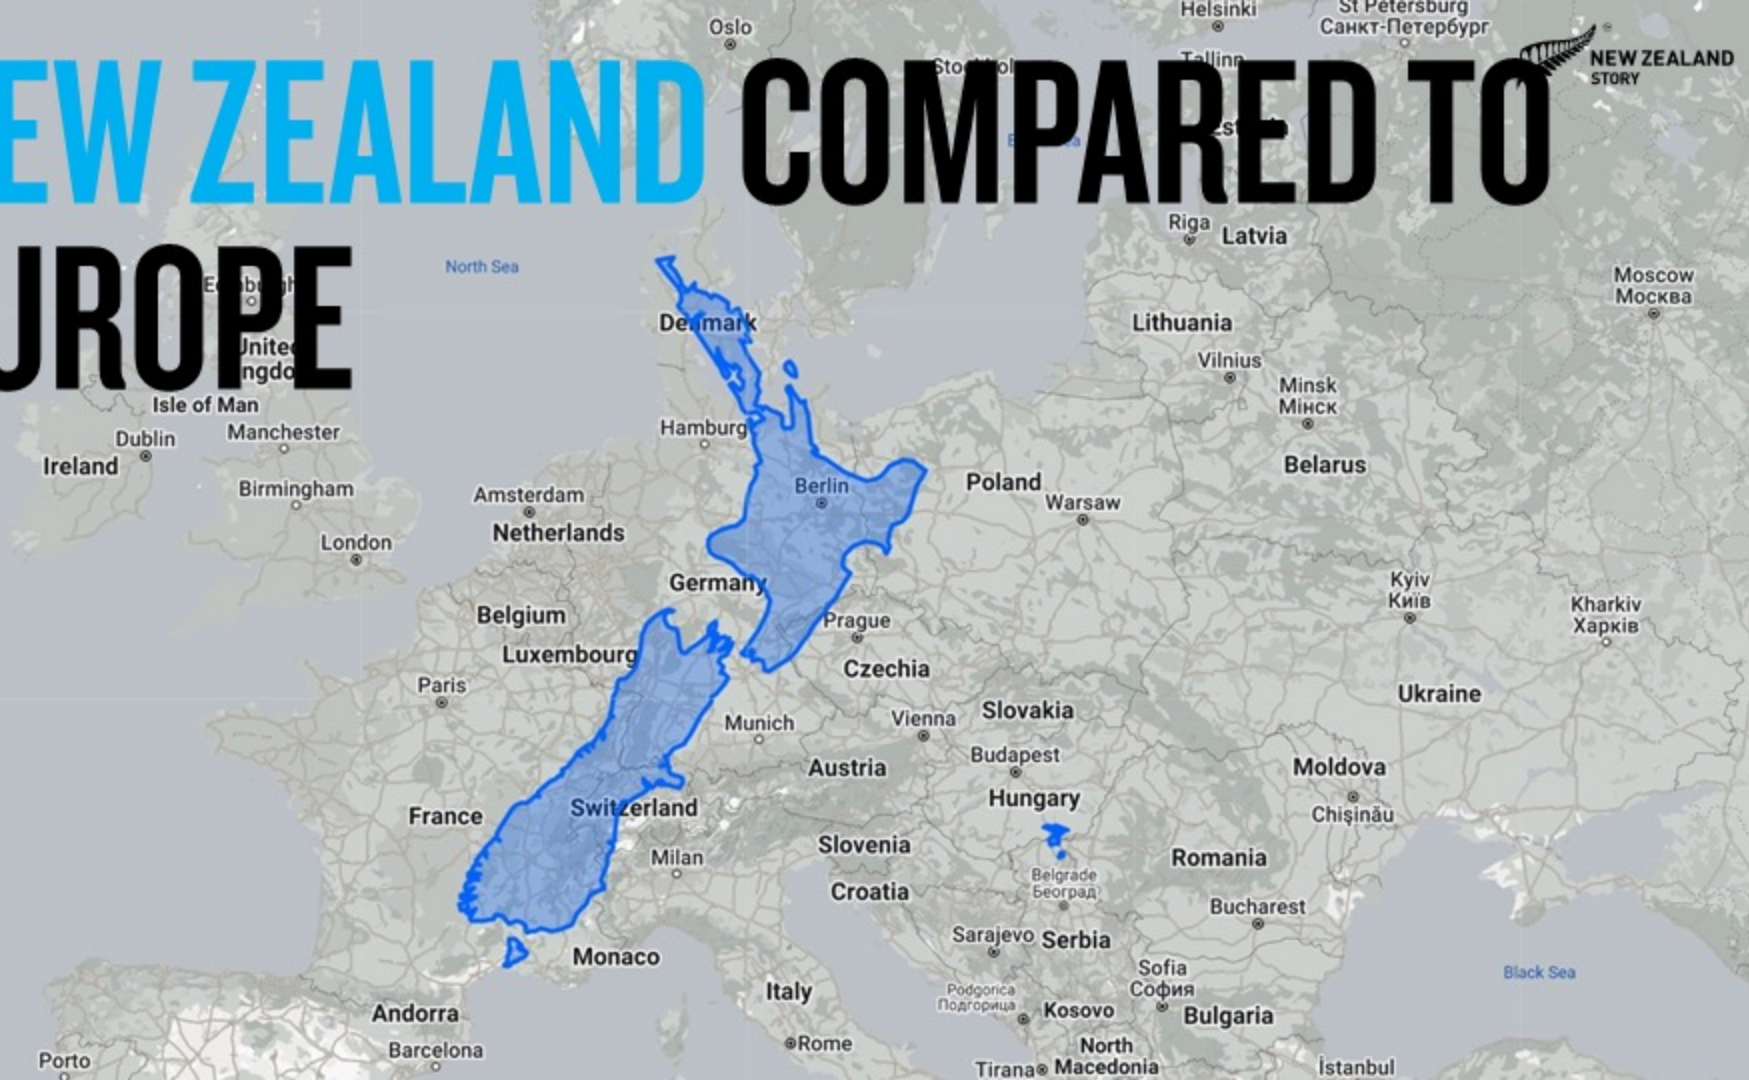 Oslo
Helsinki
St Petersburg
Санкт-Петербург
Tallinn
NEW ZEALAND
STORY
EW ZEALAND COMPARED TO
UROPE
Riga
Latvia
North Sea
Moscow
Москва
Denmark
Lithuania
Vilnius
Minsk
Мінск
Isle of Man
Dublin
Manchester
Hamburg
Ireland
Belarus
Birmingham
Amsterdam
Berlin
Poland
Warsaw
Netherlands
London
Germany
Kyiv
Київ
Kharkiv
Харків
Belgium
Prague
Luxembourg
Czechia
Paris
Ukraine
Munich
Vienna
Slovakia
Budapest
Austria
Moldova
Hungary
Switzerland
France
Chișinău
Slovenia
Milan
Romania
Belgrade
Београд
Croatia
Bucharest
Sarajevo
Serbia
Monaco
Sofia
София
Black Sea
Italy
Podgorica
Подгорица
Kosovo
Bulgaria
Andorra
Rome
Barcelona
North
Macedonia
Porto
Tirana
İstanbul